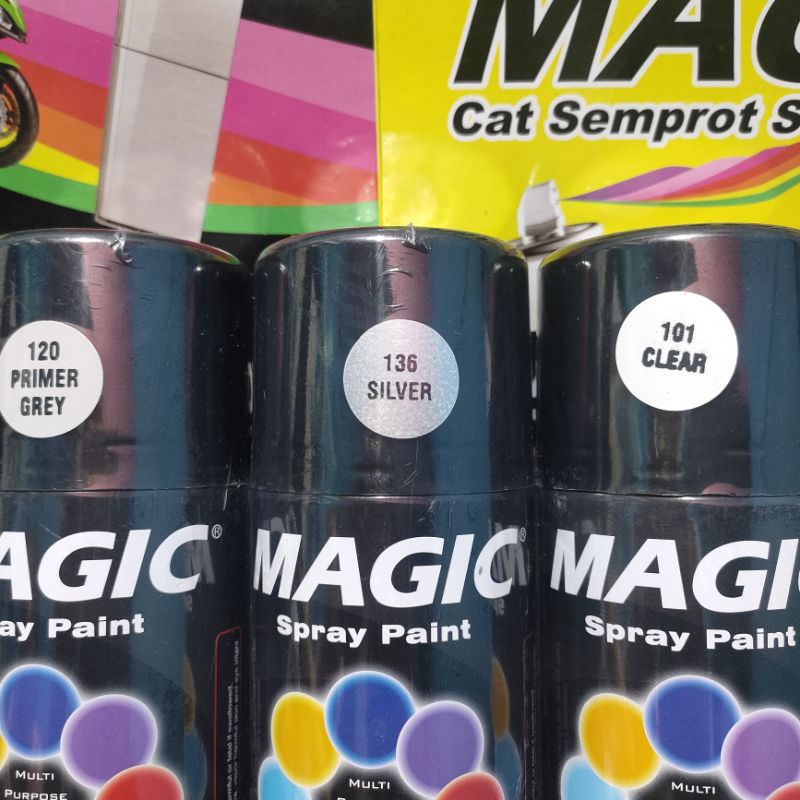 MAG
Cat Semprot S
120
PRIMER
GREY
136
SILVER
101
CLEAR
AGIC®
ay Paint
MAGIC®
Spray Paint
MAGIC
Spray Paint
MULTI
PURPOSE
MULTI
MULTI